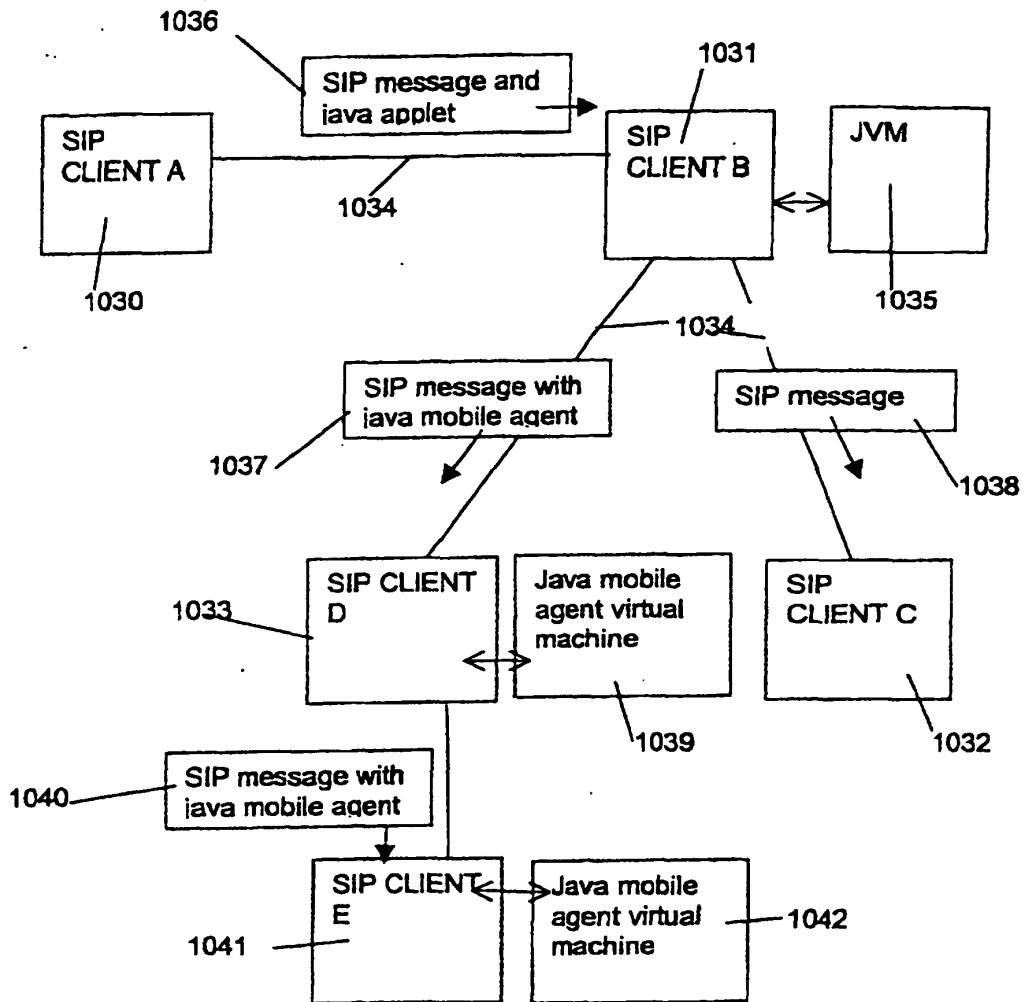 1036
SIP message and
java applet
1031
SIP
CLIENT A
SIP
CLIENT B
JVM
1034
1030
1035
1034
SIP message with
java mobile agent
SIP message
1037
1038
SIP CLIENT
D
Java mobile
agent virtual
machine
SIP
CLIENT C
1033
1039
1032
SIP message with
java mobile agent
1040
SIP CLIENT
E
Java mobile
agent virtual
machine
1042
1041